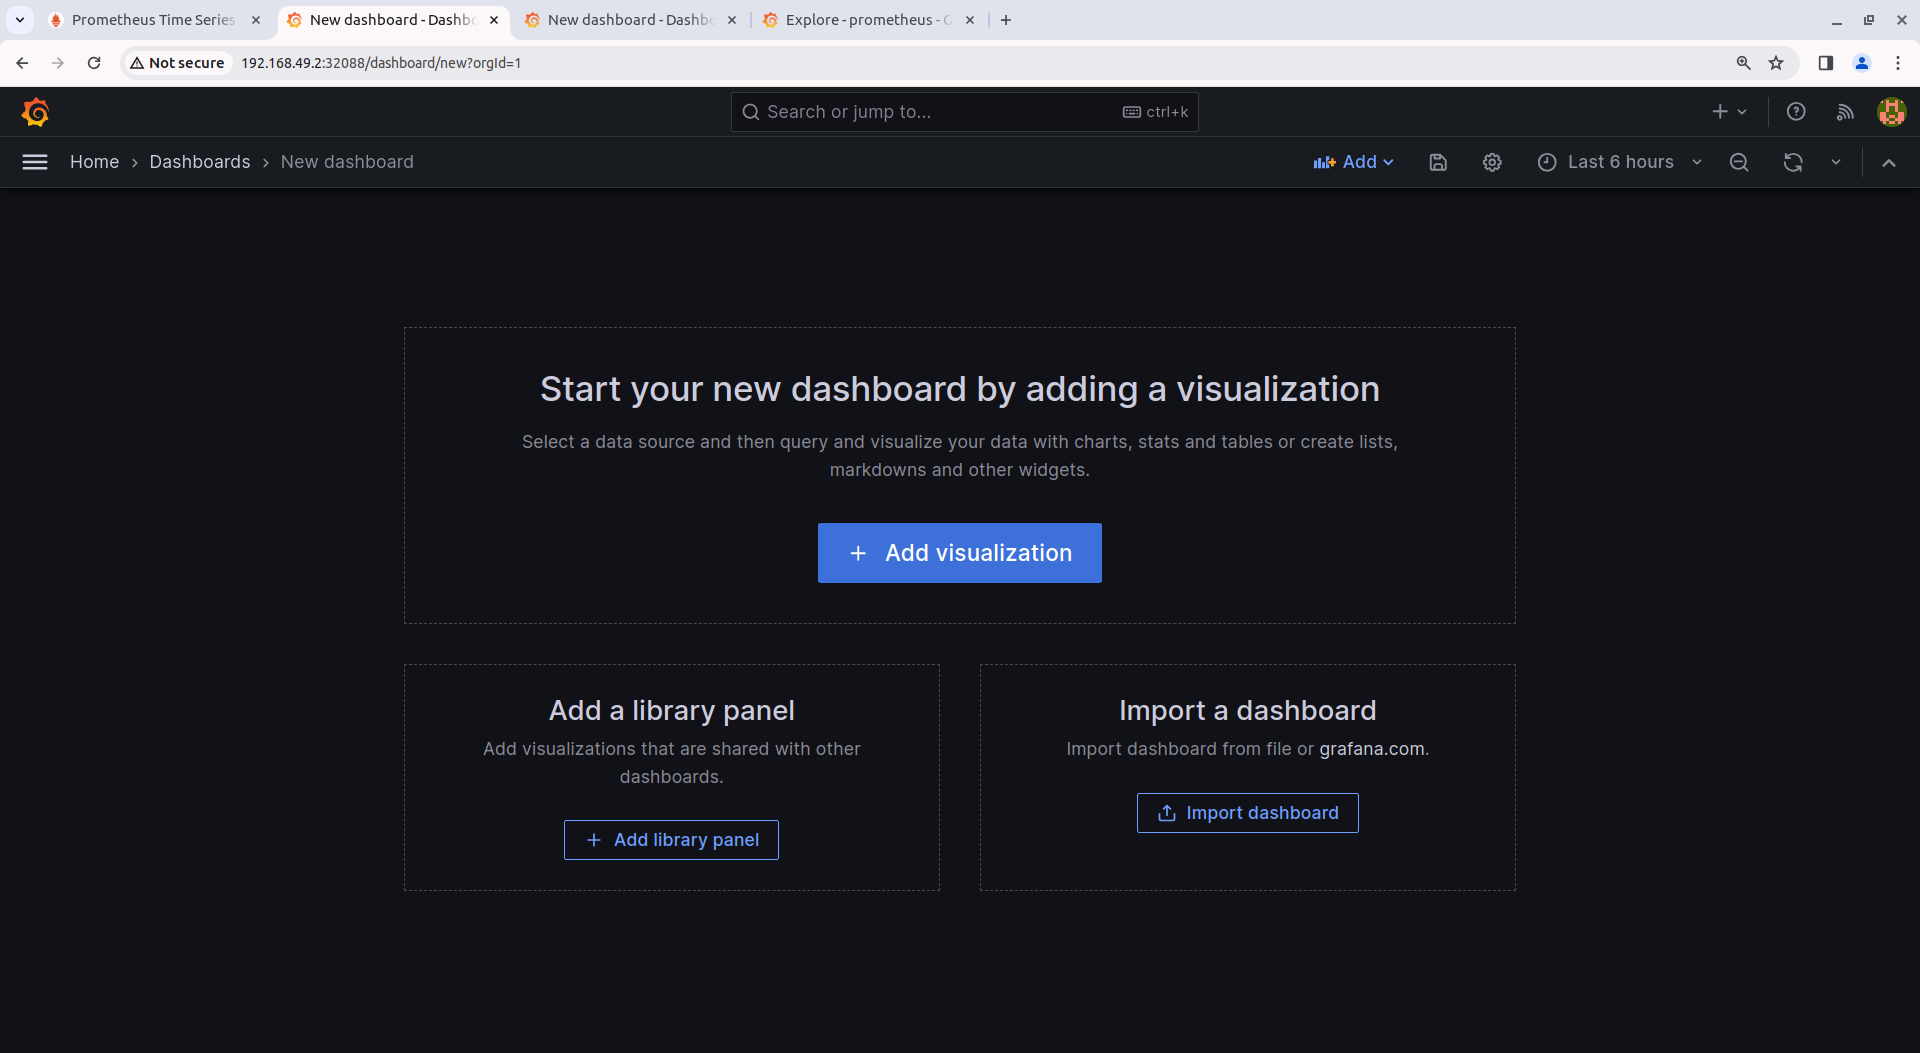 Prometheus Time Series
New dashboard - Dashbo
New dashboard - Dashbo
Explore - prometheus - G
Not secure
192.168.49.2:32088/dashboard/new?orgId=1
Search or jump to...
ctrl+k
Home
Dashboards
New dashboard
Add
Last 6 hours
Start your new dashboard by adding a visualization
Select a data source and then query and visualize your data with charts, stats and tables or create lists,
markdowns and other widgets.
Add visualization
Add a library panel
Add visualizations that are shared with other
dashboards.
Add library panel
Import a dashboard
Import dashboard from file or grafana.com.
Import dashboard